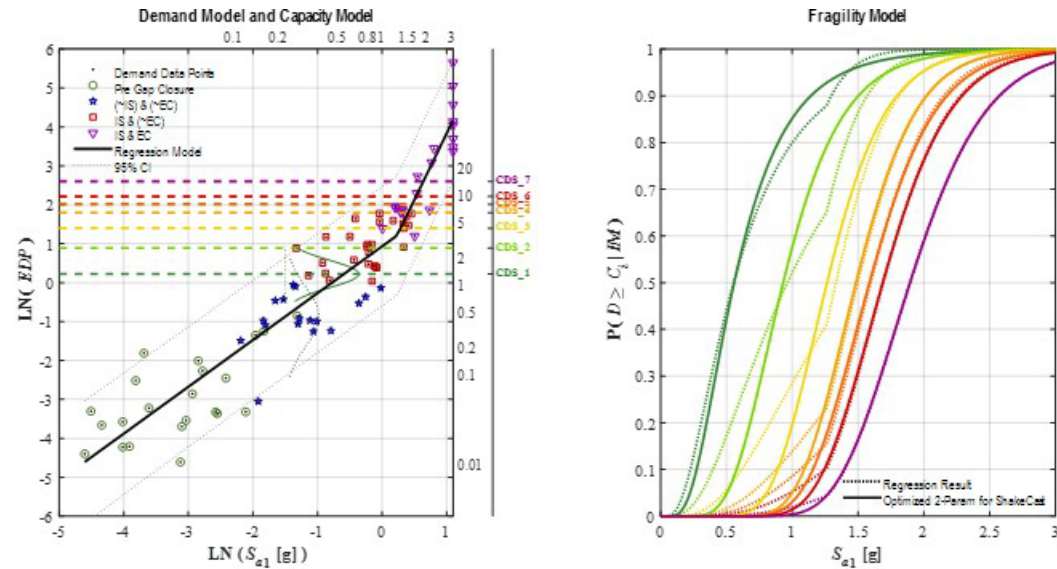 Demand Model and Capacity Model
0.1 0.2 0.5 0.8 1 1.5 2 3
6
5
4
3
2
1
0
-1
-2
-3
-4
-5
-6
LN( EDP )
Demand Data Points
Pre Gap Closure
(~IS) & (~EC)
IS & (~EC)
IS & EC
Regression Model
95% CI
20
10
5
2
1
0.5
0.2
0.1
0.01
CDS_7
CDS_6
CDS_5
CDS_4
CDS_3
CDS_2
CDS_1
-5 -4 -3 -2 -1 0 1
LN (Sa1 [g])
Fragility Model
1
0.9
0.8
0.7
0.6
0.5
0.4
0.3
0.2
0.1
0
P( D ≥ Ci | IM )
Regression Result
Optimized 2-Param for ShakeCast
0 0.5 1 1.5 2 2.5 3
Sa1 [g]